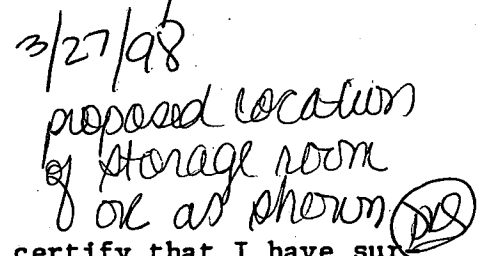 3/27/98
proposed location
of storage room
ok as shown
certify that I have sur-